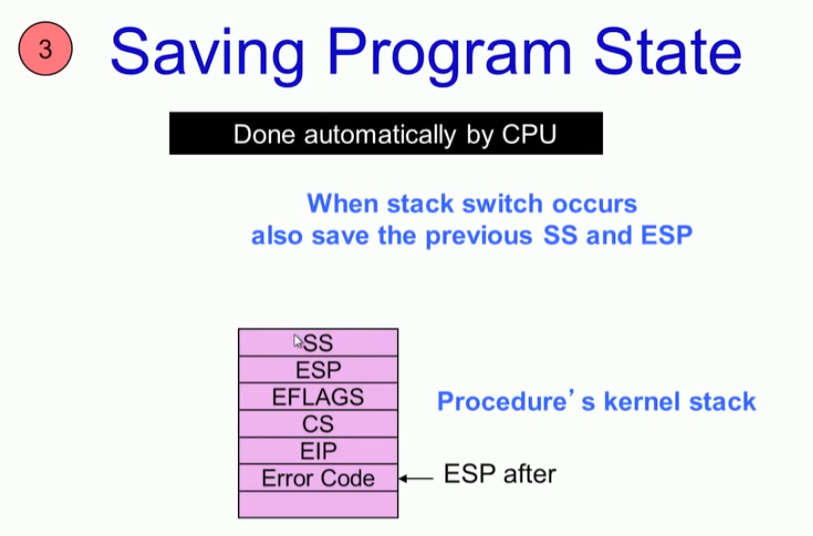 3
Saving Program State
Done automatically by CPU
When stack switch occurs
also save the previous SS and ESP
SS
ESP
EFLAGS
Procedure’s kernel stack
CS
EIP
Error Code
ESP after